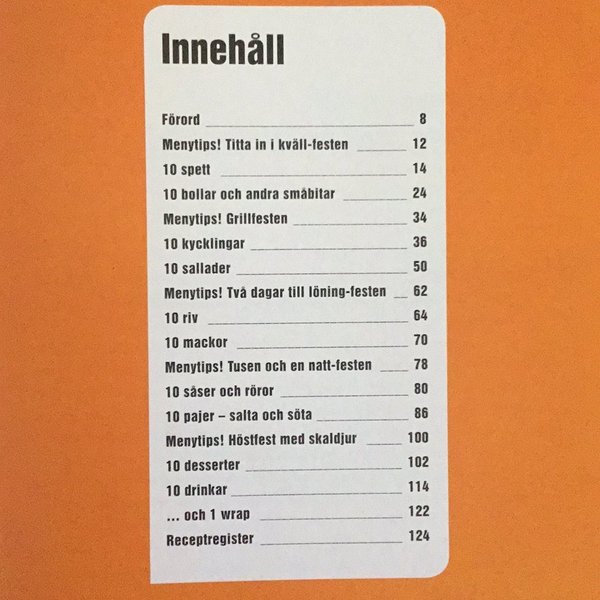 Innehåll
Förord 8
Menytips! Titta in i kväll-festen 12
10 spett 14
10 bollar och andra småbitar 24
Menytips! Grillfesten 34
10 kycklingar 36
10 sallader 50
Menytips! Två dagar till löning-festen 62
10 riv 64
10 mackor 70
Menytips! Tusen och en natt-festen 78
10 såser och röror 80
10 pajer – salta och söta 86
Menytips! Höstfest med skaldjur 100
10 desserter 102
10 drinkar 114
... och 1 wrap 122
Receptregister 124